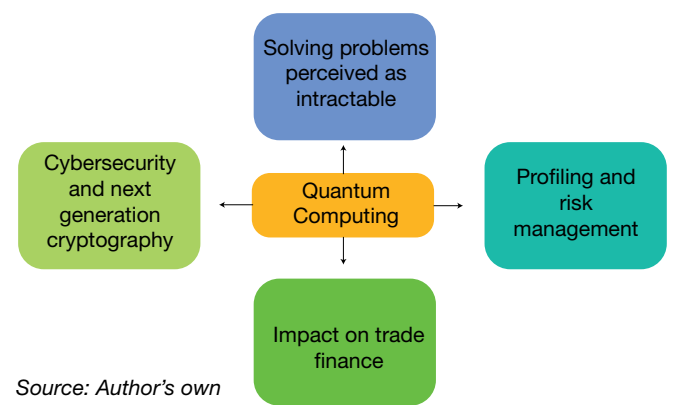 Solving problems
perceived as
intractable
Cybersecurity
and next
generation
cryptography
Quantum
Computing
Profiling and
risk
management
Impact on trade
finance
Source: Author's own